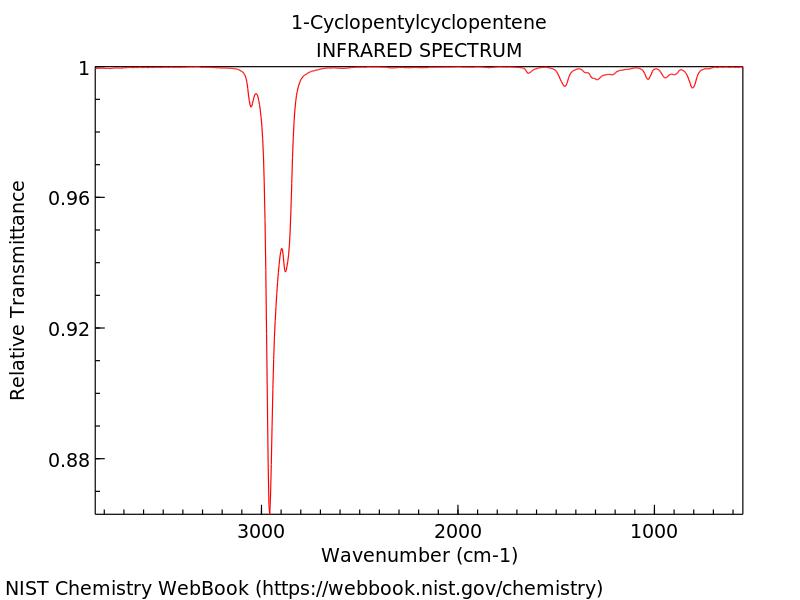 1-Cyclopentylcyclopentene
INFRARED SPECTRUM
1
0.96
0.92
0.88
Relative Transmittance
3000 2000 1000
Wavenumber (cm-1)
NIST Chemistry WebBook (https://webbook.nist.gov/chemistry)